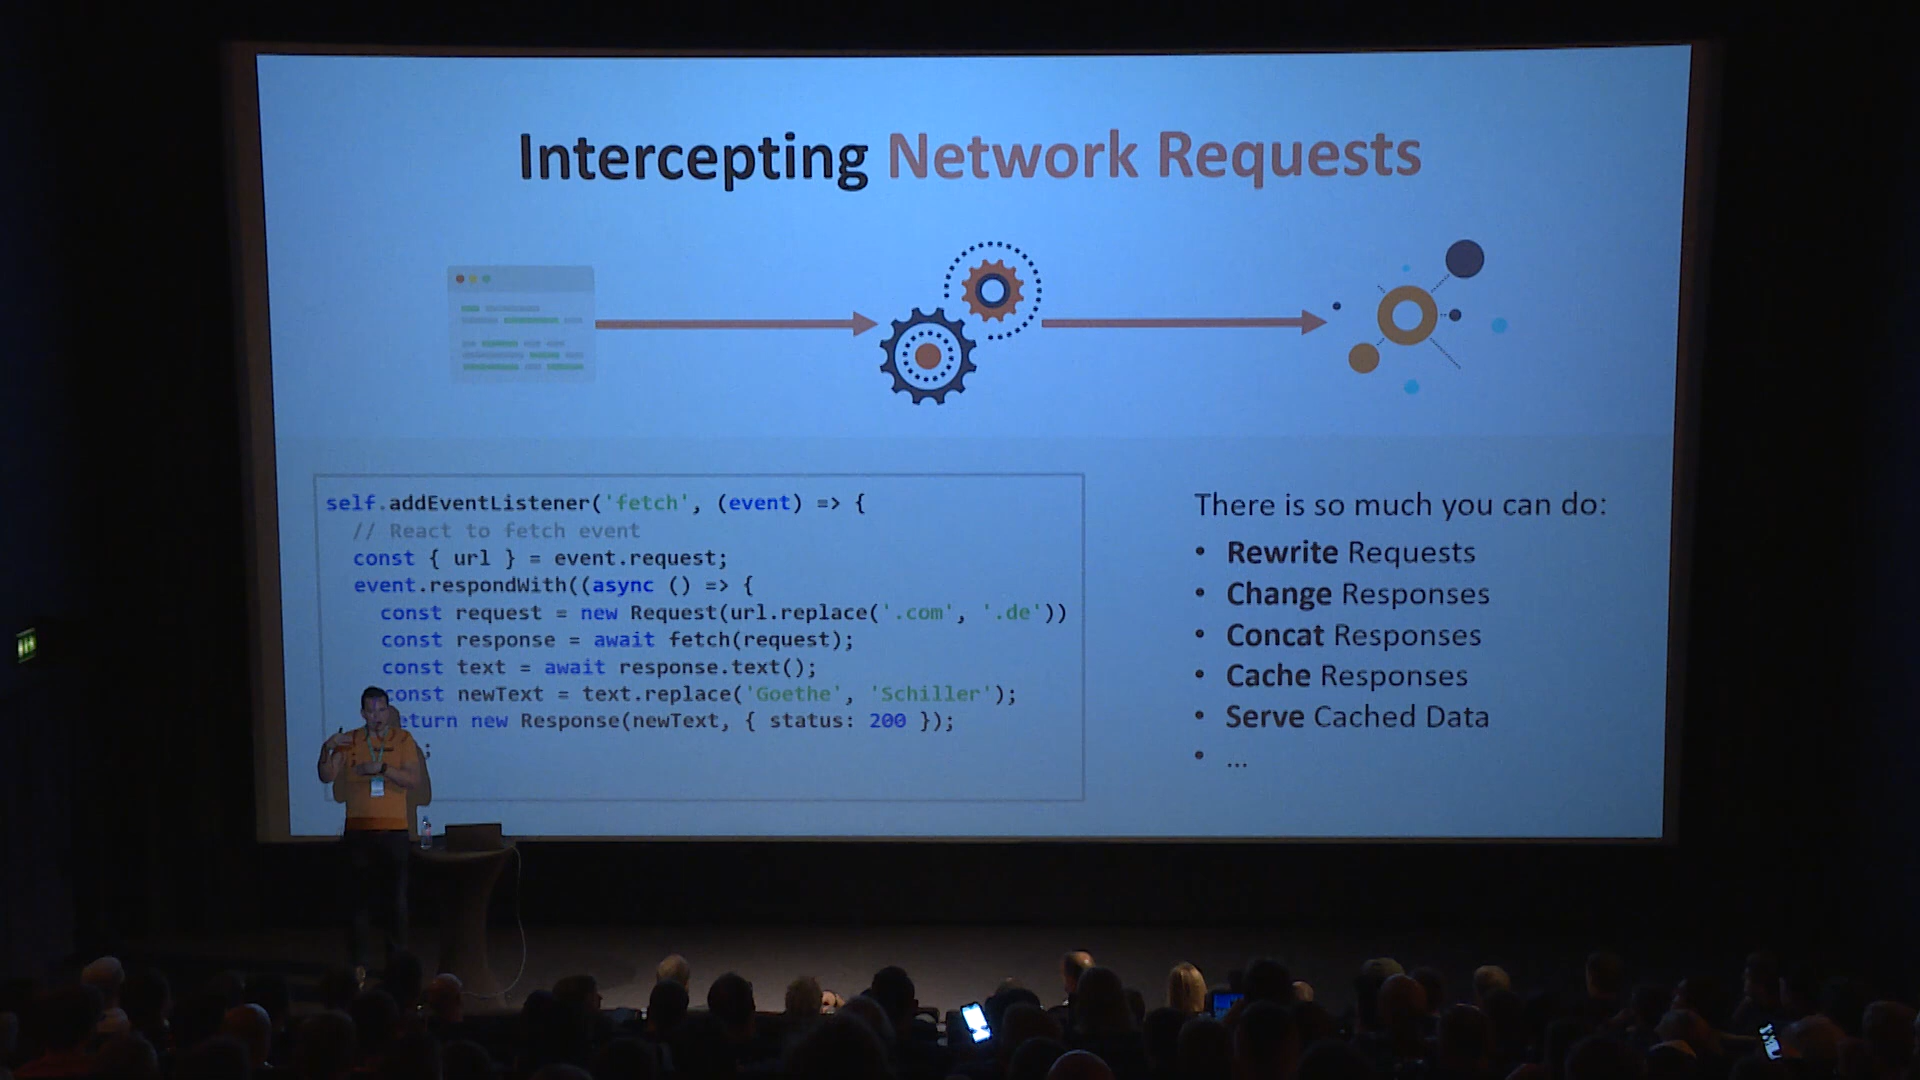 Intercepting Network Requests
self.addEventListener('fetch', (event) => {
// React to fetch event
const { url } = event.request;
event.respondWith((async () => {
const request = new Request(url.replace('.com', '.de'))
const response = await fetch(request);
const text = await response.text();
const newText = text.replace('Goethe', 'Schiller');
eturn new Response(newText, { status: 200 });
;
There is so much you can do:
• Rewrite Requests
• Change Responses
• Concat Responses
• Cache Responses
• Serve Cached Data
• ...